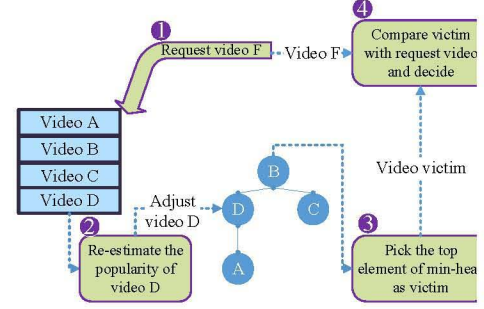 1
Request video F
Video F
4
Compare victim
with request video
and decide
Video A
Video B
Video C
Video D
2
Re-estimate the
popularity of
video D
Adjust
video D
B
D
C
A
Video victim
3
Pick the top
element of min-hea
as victim